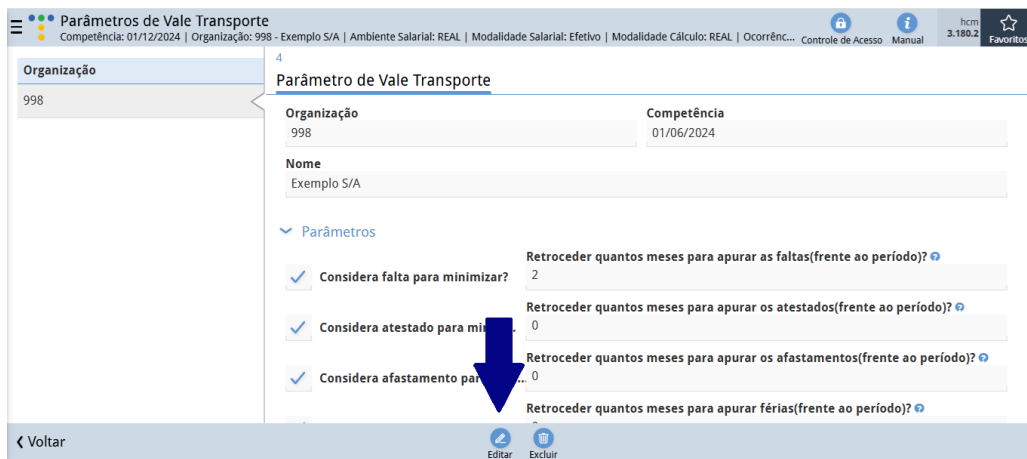 Parâmetros de Vale Transporte
Competência: 01/12/2024 | Organização: 998 - Exemplo S/A | Ambiente Salarial: REAL | Modalidade Salarial: Efetivo | Modalidade Cálculo: REAL | Ocorrênc...
Controle de Acesso
Manual
hcm
3.180.2
Favoritos
Organização
998
4
Parâmetro de Vale Transporte
Organização
998
Competência
01/06/2024
Nome
Exemplo S/A
Parâmetros
Considera falta para minimizar?
Retroceder quantos meses para apurar as faltas(frente ao período)?
2
Considera atestado para mi
Retroceder quantos meses para apurar os atestados(frente ao período)?
0
Considera afastamento par
Retroceder quantos meses para apurar os afastamentos(frente ao período)?
0
Retroceder quantos meses para apurar férias(frente ao período)?
Voltar
Editar
Excluir